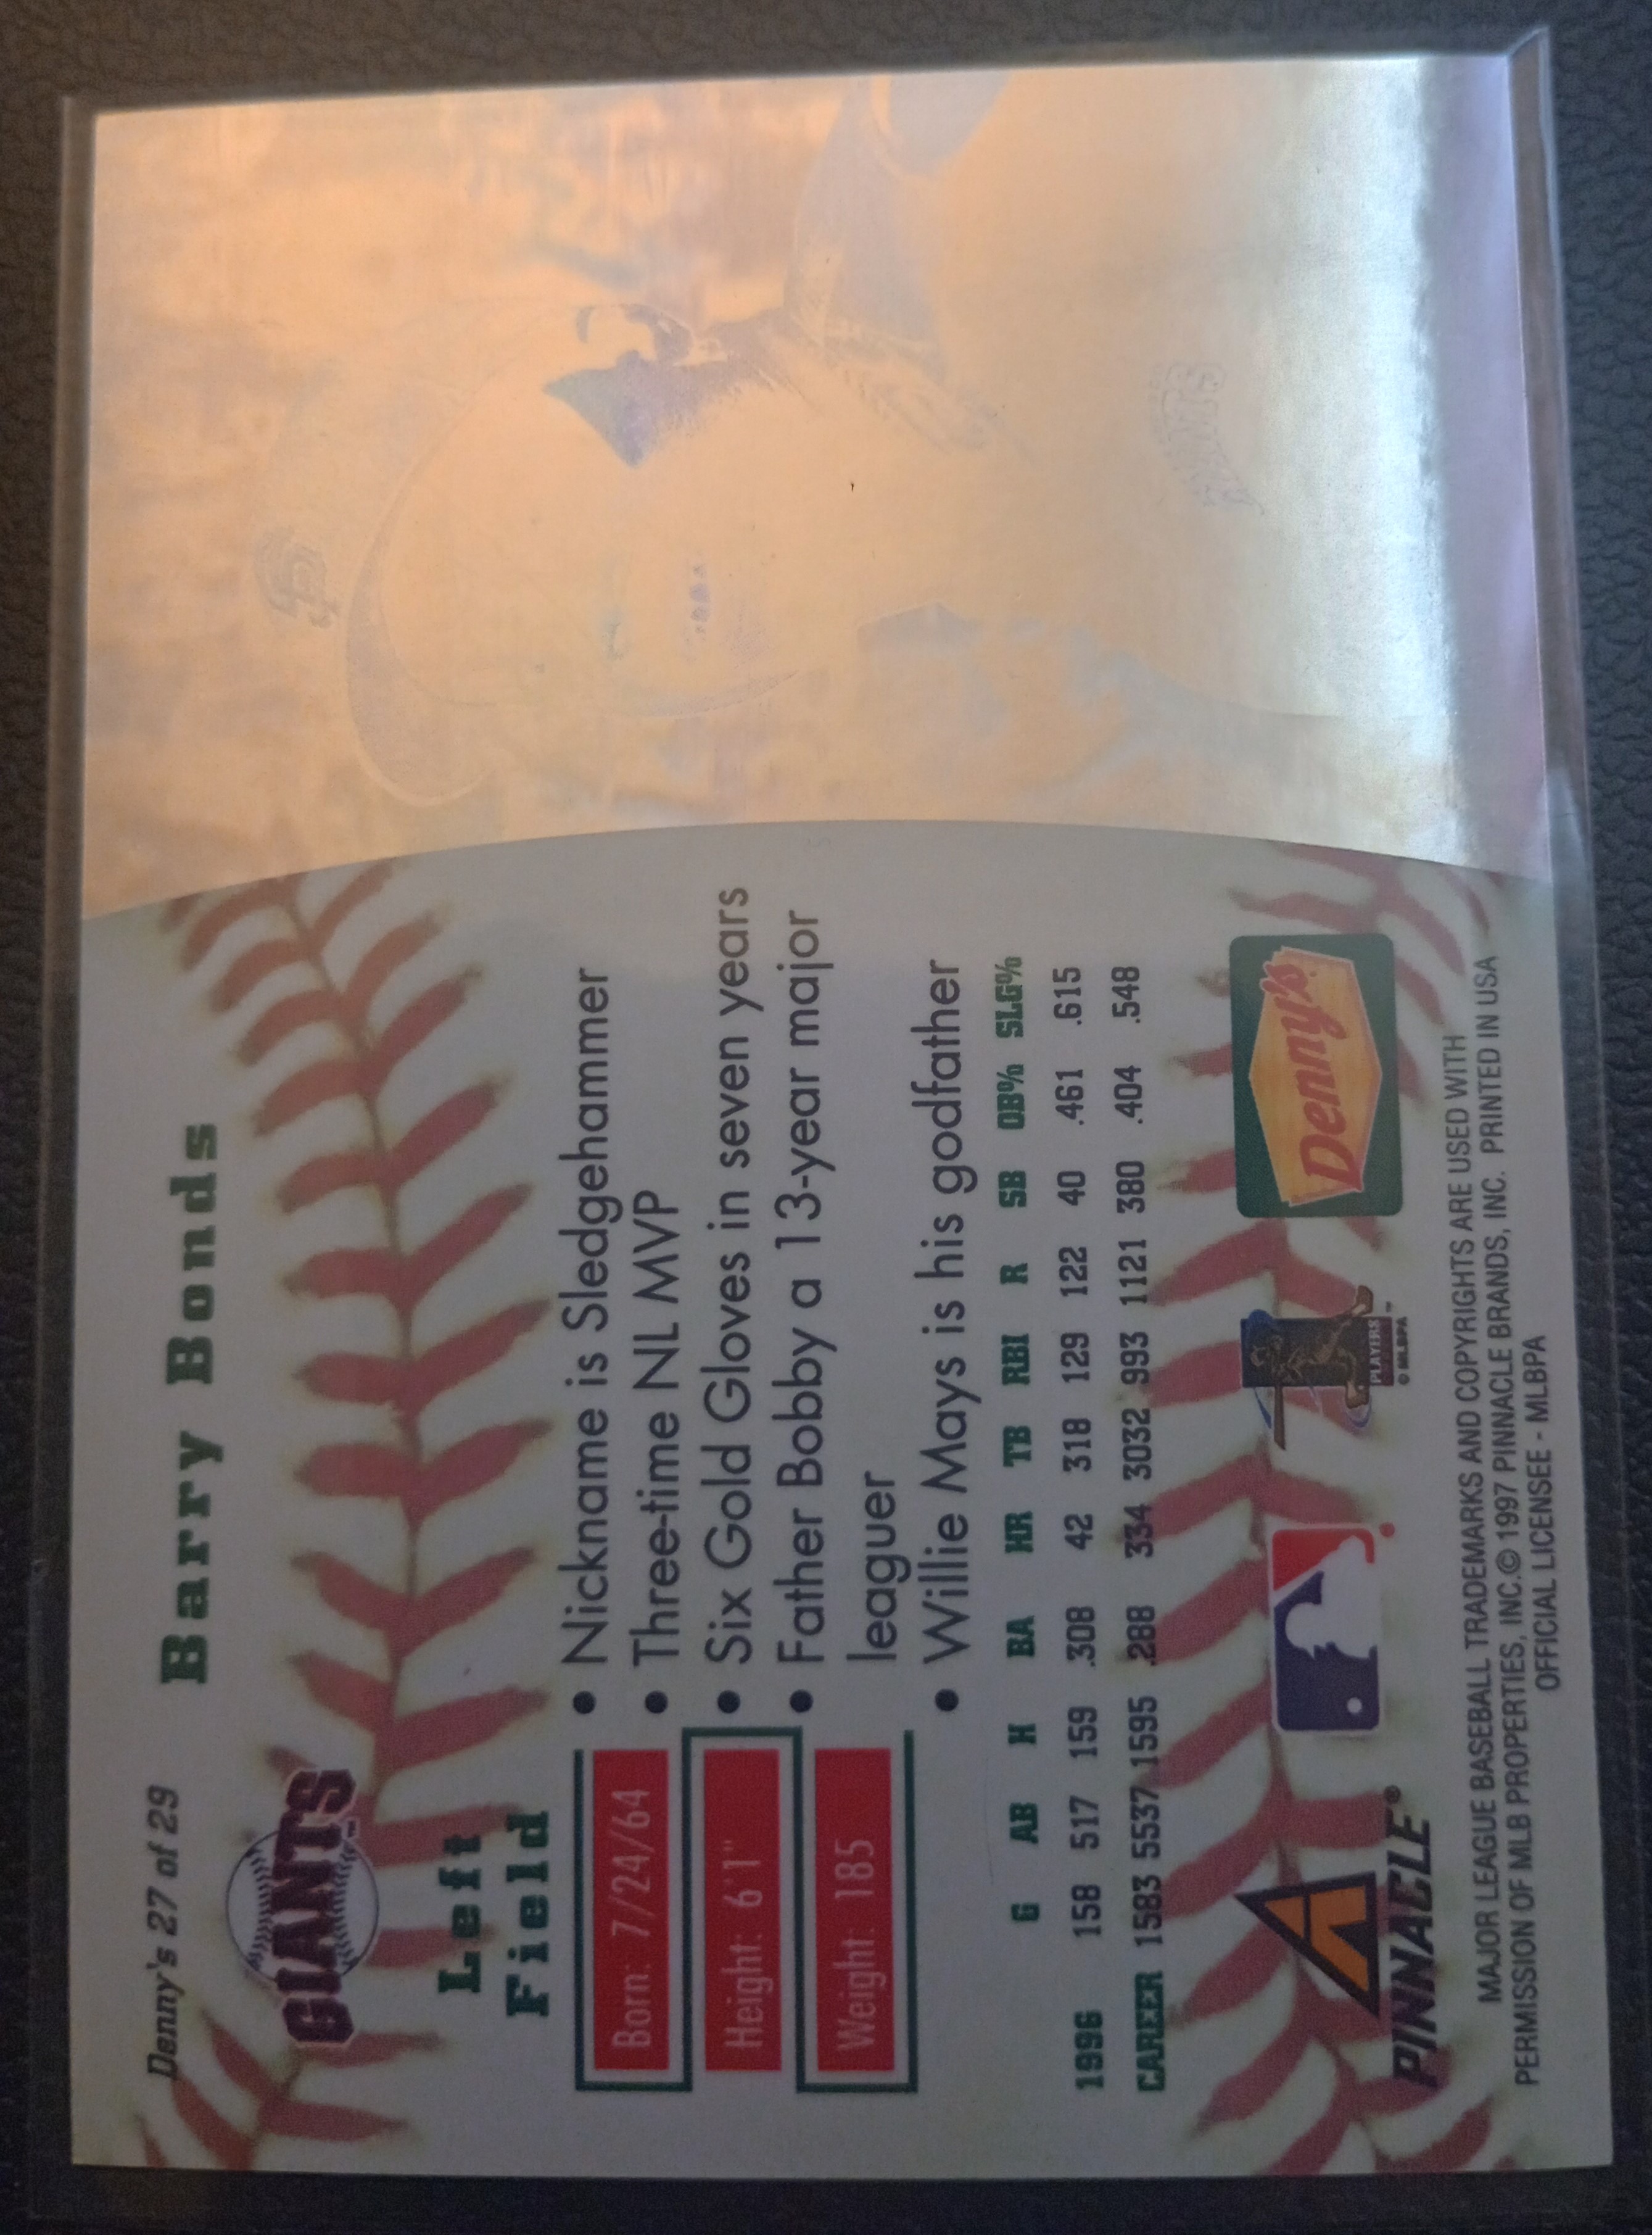 Denny's 27 of 29
Barry Bonds
GIANTS™
Left
Field
Born: 7/24/64
Height: 6'1"
Weight: 185
• Nickname is Sledgehammer
• Three-time NL MVP
• Six Gold Gloves in seven years
• Father Bobby a 13-year major
leaguer
• Willie Mays is his godfather
G AB H BA HR TB RBI R SB OB% SLG%
1996 158 517 159 .308 42 318 129 122 40 .461 .615
CAREER 1583 5537 1595 .288 334 3032 993 1121 380 .404 .548
PINNACLE®
PLAYERS
© MLBPA
Denny's
MAJOR LEAGUE BASEBALL TRADEMARKS AND COPYRIGHTS ARE USED WITH
PERMISSION OF MLB PROPERTIES, INC.© 1997 PINNACLE BRANDS, INC. PRINTED IN USA
OFFICIAL LICENSEE - MLBPA
SF
GIANTS